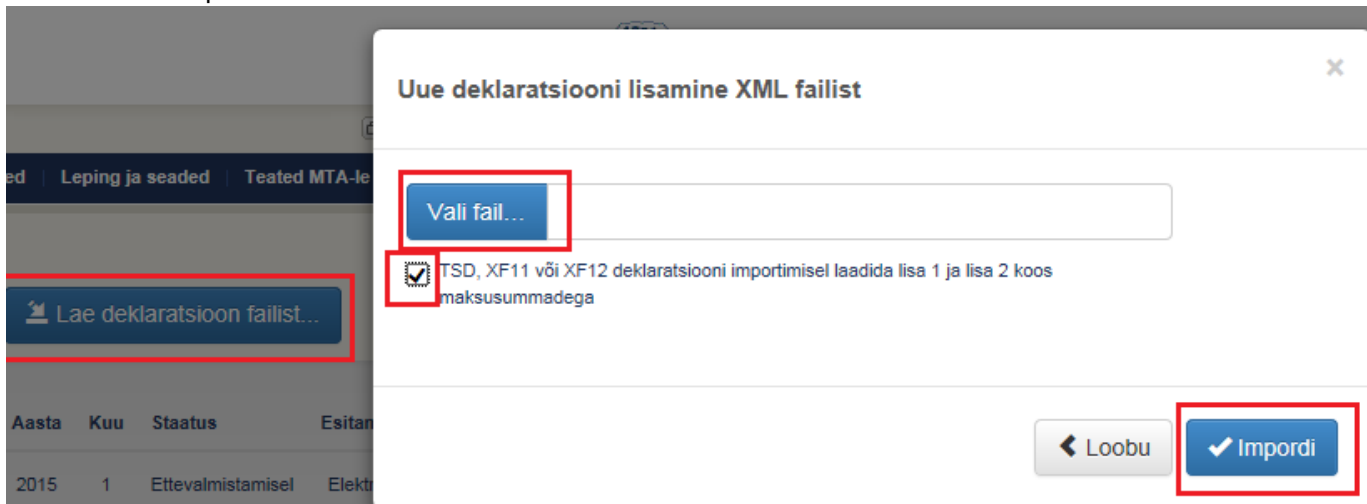 Uue deklaratsiooni lisamine XML failist
×
ed | Leping ja seaded | Teated MTA-le
Vali fail...
TSD, XF11 või XF12 deklaratsiooni importimisel laadida lisa 1 ja lisa 2 koos
maksusummadega
Lae deklaratsioon failist...
Aasta Kuu Staatus Esitan
Loobu Impordi
2015 1 Ettevalmistamisel Elektr